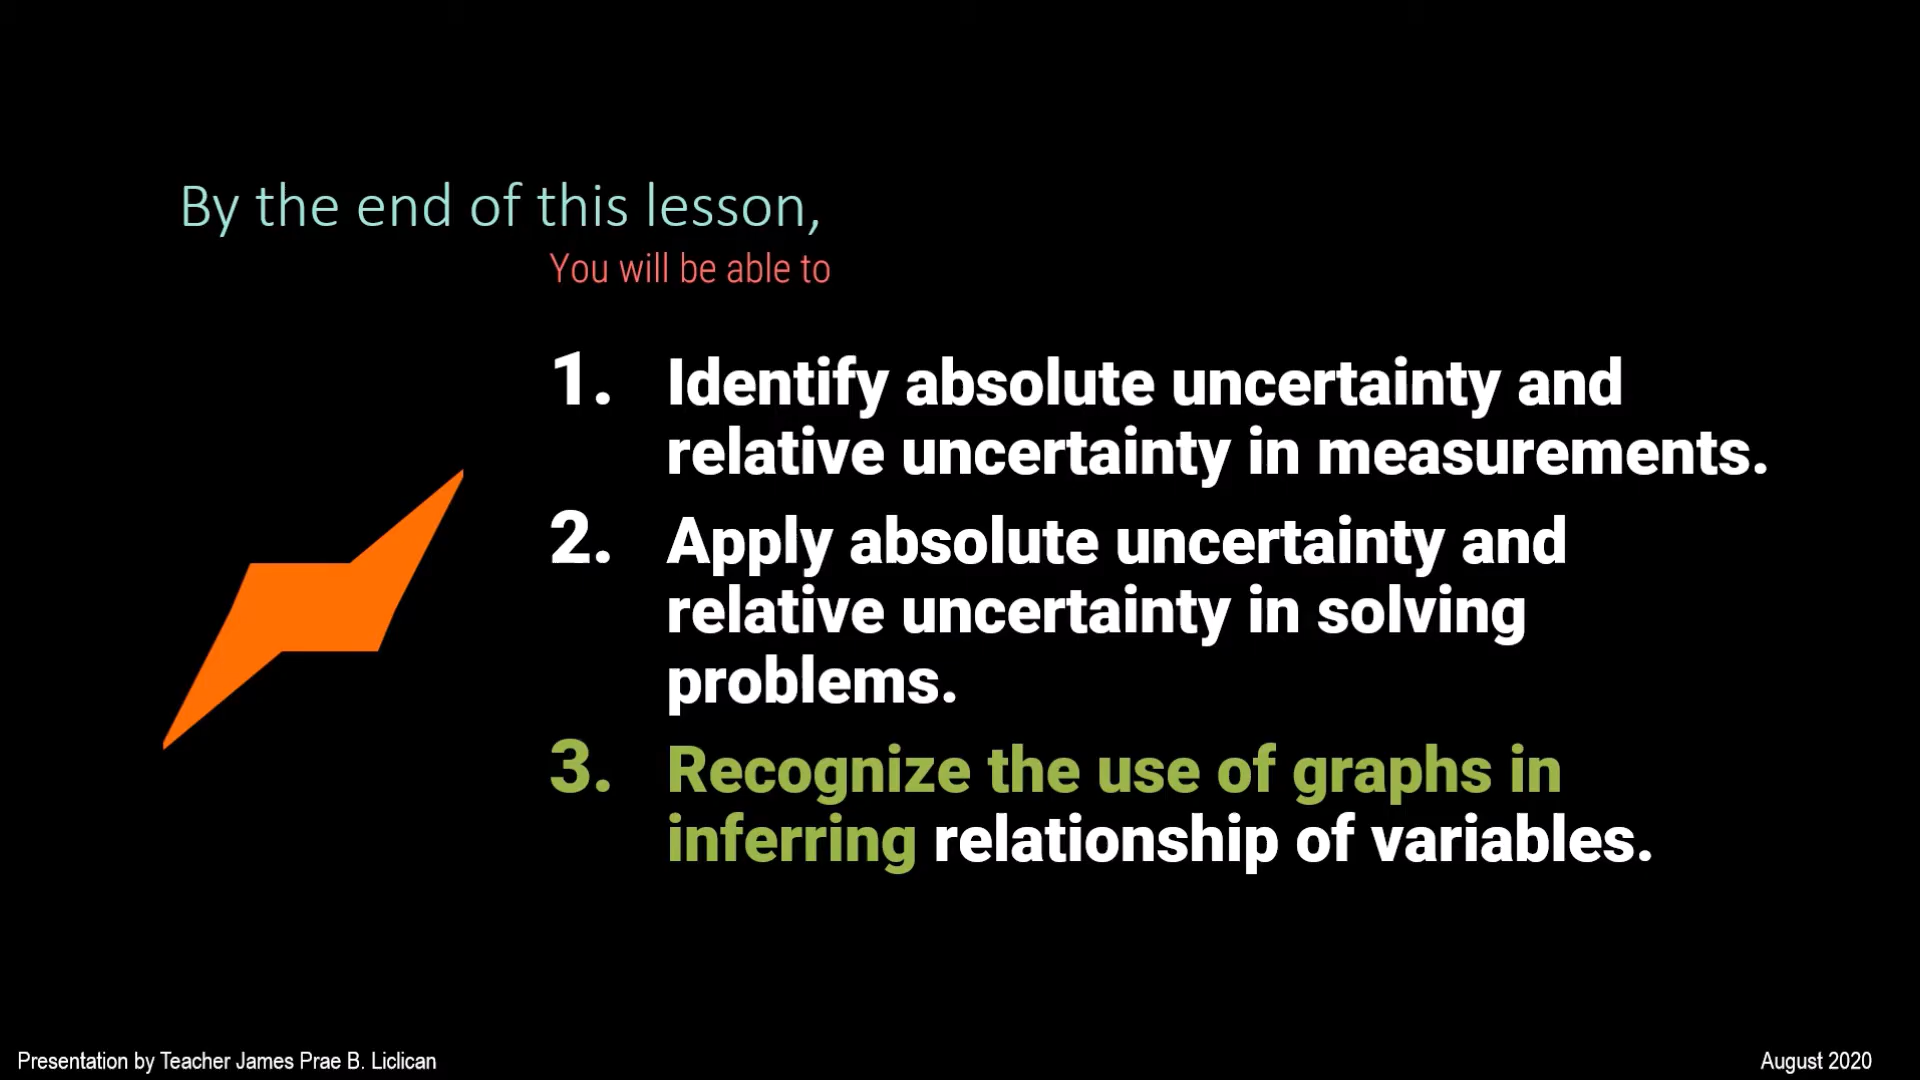 By the end of this lesson,
You will be able to
1. Identify absolute uncertainty and
relative uncertainty in measurements.
2. Apply absolute uncertainty and
relative uncertainty in solving
problems.
3. Recognize the use of graphs in
inferring relationship of variables.
Presentation by Teacher James Prae B. Liclican
August 2020